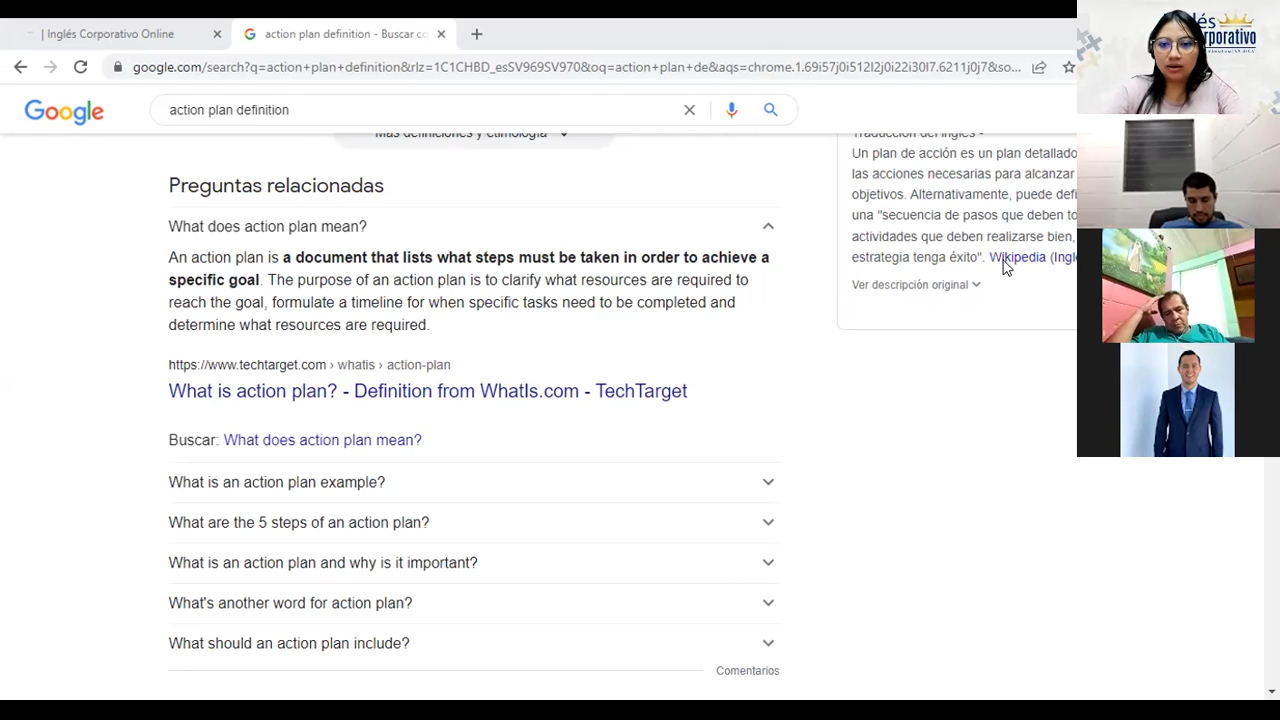 | Inglés Corporativo Online
action plan definition - Buscar co
google.com/search?q=action+plan+definition&rlz=1C1CHBD_esSV969SV970&oq=action+plan+de&aqs=chrome.1.69i57j0i512l2j0i22i30l7.6211j0j7&so...
Google
action plan definition
Más definiciones y etimología
Preguntas relacionadas
What does action plan mean?
An action plan is a document that lists what steps must be taken in order to achieve a
specific goal. The purpose of an action plan is to clarify what resources are required to
reach the goal, formulate a timeline for when specific tasks need to be completed and
determine what resources are required.
https://www.techtarget.com › whatis › action-plan
What is action plan? - Definition from WhatIs.com - TechTarget
Buscar: What does action plan mean?
What is an action plan example?
What are the 5 steps of an action plan?
What is an action plan and why is it important?
What's another word for action plan?
What should an action plan include?
Comentarios
Traducción del inglés -
Un plan de acción es un plan detallado
las acciones necesarias para alcanzar
objetivos. Alternativamente, puede defi
una "secuencia de pasos que deben to
actividades que deben realizarse bien,
estrategia tenga éxito". Wikipedia (Inglé
Ver descripción original
és
rporativo